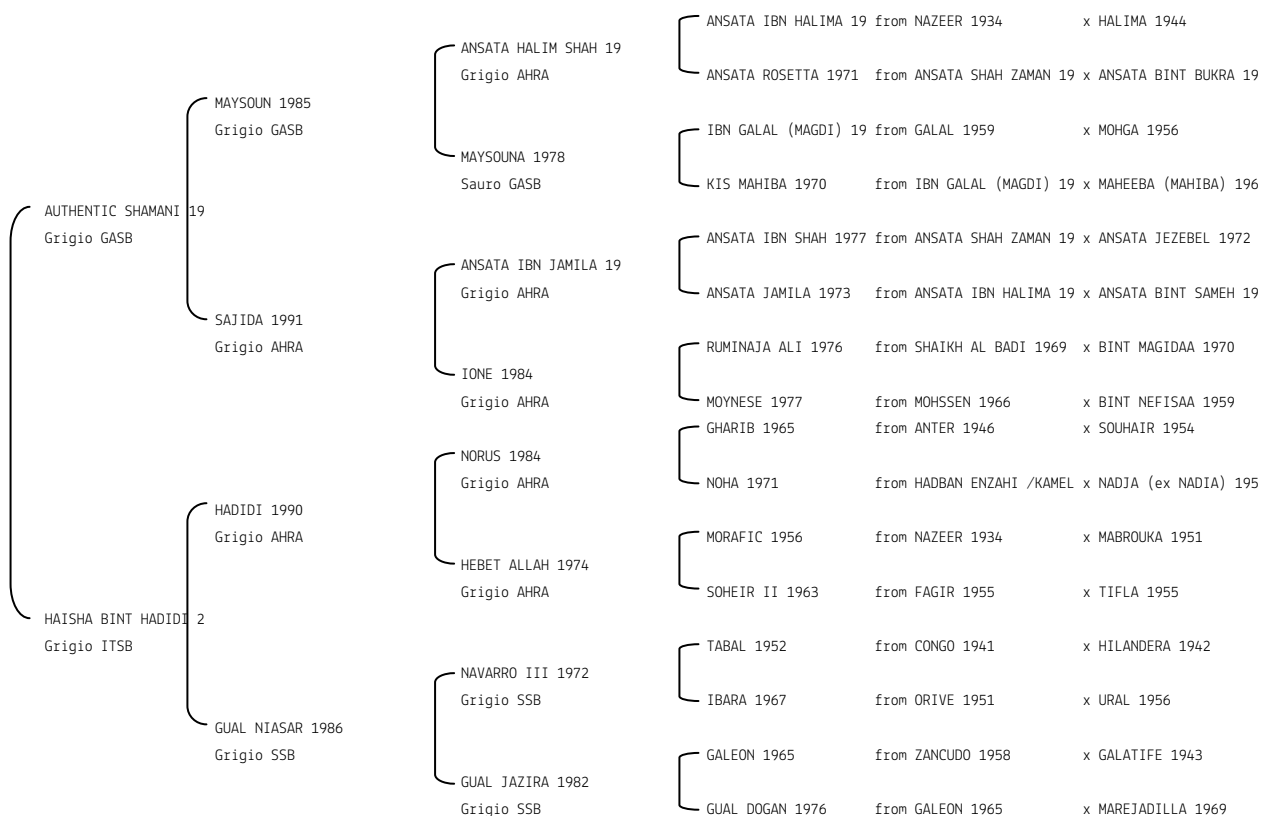 ANSATA IBN HALIMA 19 from NAZEER 1934 x HALIMA 1944
ANSATA HALIM SHAH 19
Grigio AHRA
ANSATA ROSETTA 1971 from ANSATA SHAH ZAMAN 19 x ANSATA BINT BUKRA 19
MAYSOUN 1985
Grigio GASB
IBN GALAL (MAGDI) 19 from GALAL 1959 x MOHGA 1956
MAYSOUNA 1978
Sauro GASB
KIS MAHIBA 1970 from IBN GALAL (MAGDI) 19 x MAHEEBA (MAHIBA) 196
AUTHENTIC SHAMANI 19
Grigio GASB
ANSATA IBN SHAH 1977 from ANSATA SHAH ZAMAN 19 x ANSATA JEZEBEL 1972
ANSATA IBN JAMILA 19
Grigio AHRA
ANSATA JAMILA 1973 from ANSATA IBN HALIMA 19 x ANSATA BINT SAMEH 19
SAJIDA 1991
Grigio AHRA
RUMINAJA ALI 1976 from SHAIKH AL BADI 1969 x BINT MAGIDAA 1970
IONE 1984
Grigio AHRA
MOYNESE 1977 from MOHSSEN 1966 x BINT NEFISAA 1959
GHARIB 1965 from ANTER 1946 x SOUHAIR 1954
NORUS 1984
Grigio AHRA
NOHA 1971 from HADBAN ENZAHI /KAMEL x NADJA (ex NADIA) 195
HADIDI 1990
Grigio AHRA
MORAFIC 1956 from NAZEER 1934 x MABROUKA 1951
HEBET ALLAH 1974
Grigio AHRA
SOHEIR II 1963 from FAGIR 1955 x TIFLA 1955
HAISHA BINT HADIDI 2
Grigio ITSB
TABAL 1952 from CONGO 1941 x HILANDERA 1942
NAVARRO III 1972
Grigio SSB
IBARA 1967 from ORIVE 1951 x URAL 1956
GUAL NIASAR 1986
Grigio SSB
GALEON 1965 from ZANCUDO 1958 x GALATIFE 1943
GUAL JAZIRA 1982
Grigio SSB
GUAL DOGAN 1976 from GALEON 1965 x MAREJADILLA 1969